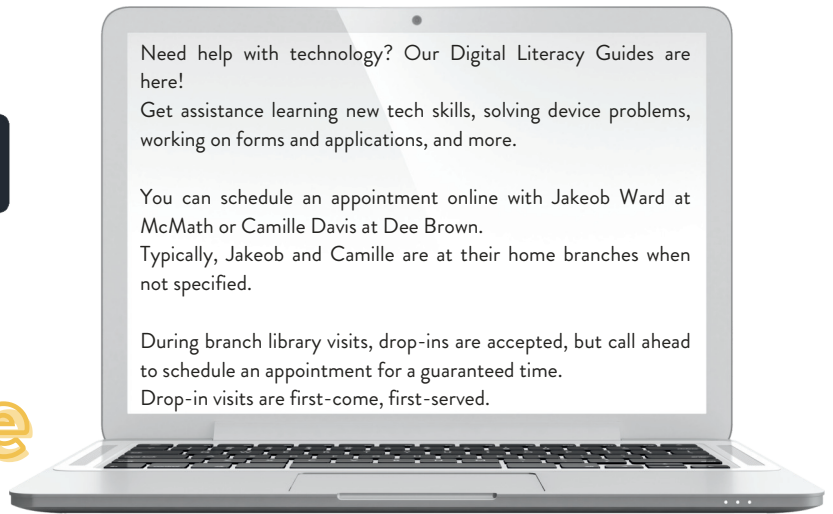 Need help with technology? Our Digital Literacy Guides are
here!
Get assistance learning new tech skills, solving device problems,
working on forms and applications, and more.
You can schedule an appointment online with Jakeob Ward at
McMath or Camille Davis at Dee Brown.
Typically, Jakeob and Camille are at their home branches when
not specified.
During branch library visits, drop-ins are accepted, but call ahead
to schedule an appointment for a guaranteed time.
Drop-in visits are first-come, first-served.
e